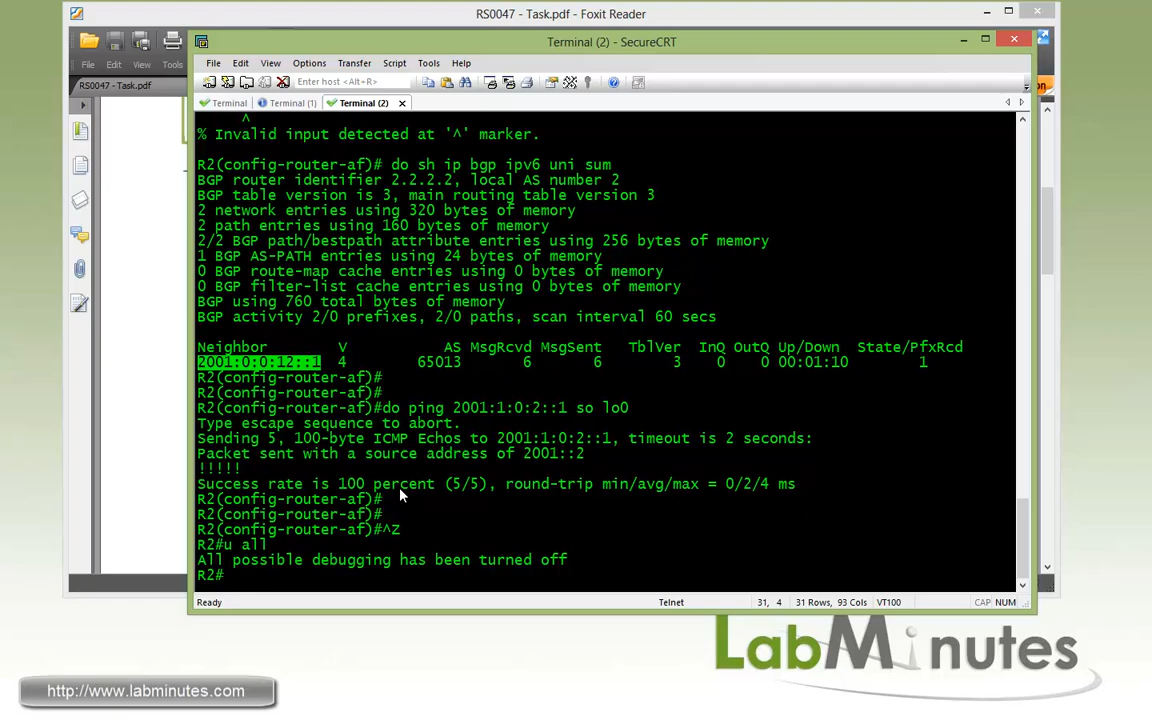 RS0047 - Task.pdf - Foxit Reader
File Edit View Tools
RS0047 - Task.pdf
Terminal (2) - SecureCRT
File Edit View Options Transfer Script Tools Help
Enter host <Alt+R>
Terminal Terminal (1) Terminal (2)
^
% Invalid input detected at '^' marker.
R2(config-router-af)# do sh ip bgp ipv6 uni sum
BGP router identifier 2.2.2.2, local AS number 2
BGP table version is 3, main routing table version 3
2 network entries using 320 bytes of memory
2 path entries using 160 bytes of memory
2/2 BGP path/bestpath attribute entries using 256 bytes of memory
1 BGP AS-PATH entries using 24 bytes of memory
0 BGP route-map cache entries using 0 bytes of memory
0 BGP filter-list cache entries using 0 bytes of memory
BGP using 760 total bytes of memory
BGP activity 2/0 prefixes, 2/0 paths, scan interval 60 secs
Neighbor V AS MsgRcvd MsgSent TblVer InQ OutQ Up/Down State/PfxRcd
2001:0:0:12::1 4 65013 6 6 3 0 0 00:01:10 1
R2(config-router-af)#
R2(config-router-af)#
R2(config-router-af)#do ping 2001:1:0:2::1 so lo0
Type escape sequence to abort.
Sending 5, 100-byte ICMP Echos to 2001:1:0:2::1, timeout is 2 seconds:
Packet sent with a source address of 2001::2
!!!!!
Success rate is 100 percent (5/5), round-trip min/avg/max = 0/2/4 ms
R2(config-router-af)#
R2(config-router-af)#
R2(config-router-af)#^Z
R2#u all
All possible debugging has been turned off
R2#
Ready Telnet 31, 4 31 Rows, 93 Cols VT100 CAP NUM
LabMinutes
http://www.labminutes.com